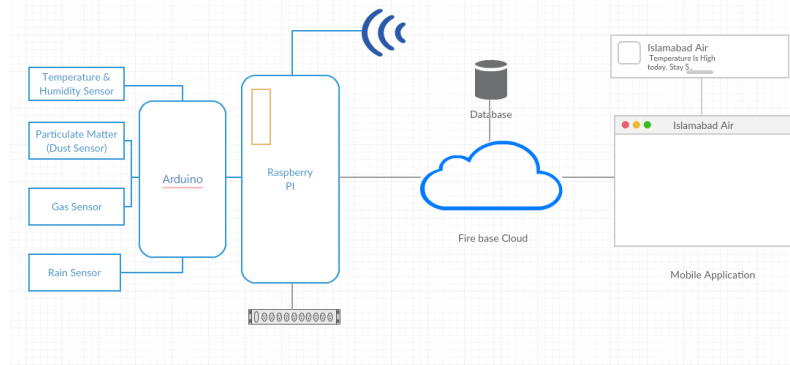 Temperature &
Humidity Sensor
Particulate Matter
(Dust Sensor)
Gas Sensor
Rain Sensor
Arduino
Raspberry
PI
Database
Fire base Cloud
Islamabad Air
Temperature Is High
today. Stay S..
Islamabad Air
Mobile Application